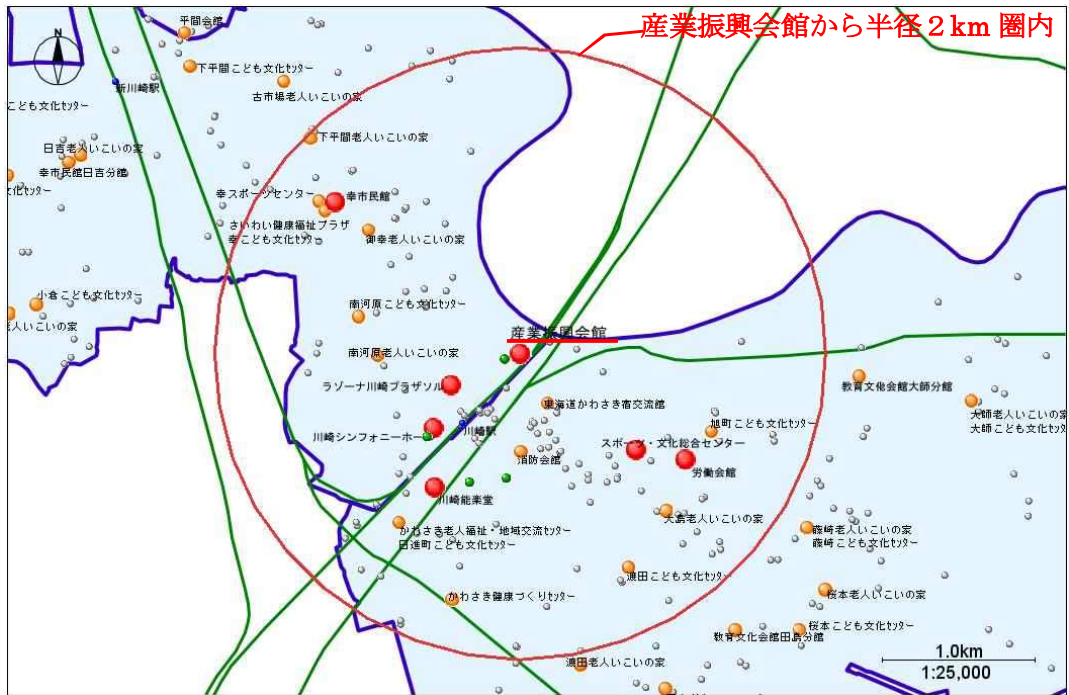 産業振興会館から半径２km 圏内
平間会館
N
下平間こども文化センター
新川崎駅
古市場老人いこいの家
こども文化センター
下平間老人いこいの家
日吉老人いこいの家
幸市民館日吉分館
文化センター
幸スポーツセンター
幸市民館
さいわい健康福祉プラザ
幸こども文化センター
御幸老人いこいの家
小倉こども文化センター
南河原こども文化センター
老人いこいの家
産業振興会館
南河原老人いこいの家
ラゾーナ川崎プラザソル
教育文化会館大師分館
東海道かわさき宿交流館
大師老人いこいの家
大師こども文化センター
旭町こども文化センター
川崎シンフォニーホー
川崎駅
スポーツ・文化総合センター
消防会館
労働会館
川崎能楽堂
大島老人いこいの家
かわさき老人福祉・地域交流センター
日進町こども文化センター
藤崎老人いこいの家
藤崎こども文化センター
渡田こども文化センター
かわさき健康づくりセンター
桜本老人いこいの家
桜本こども文化センター
教育文化会館田島分館
渡田老人いこいの家
1.0km
1:25,000